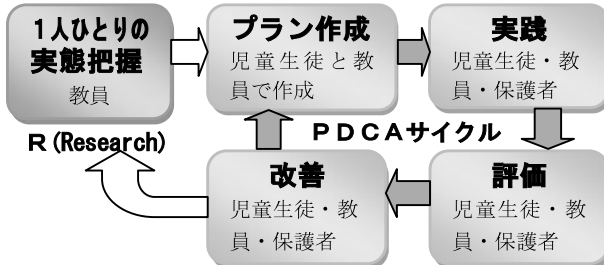 1人ひとりの
実態把握
教員
R(Research)
プラン作成
児童生徒と教
員で作成
実践
児童生徒・教
員・保護者
PDCAサイクル
評価
児童生徒・教
員・保護者
改善
児童生徒・教
員・保護者